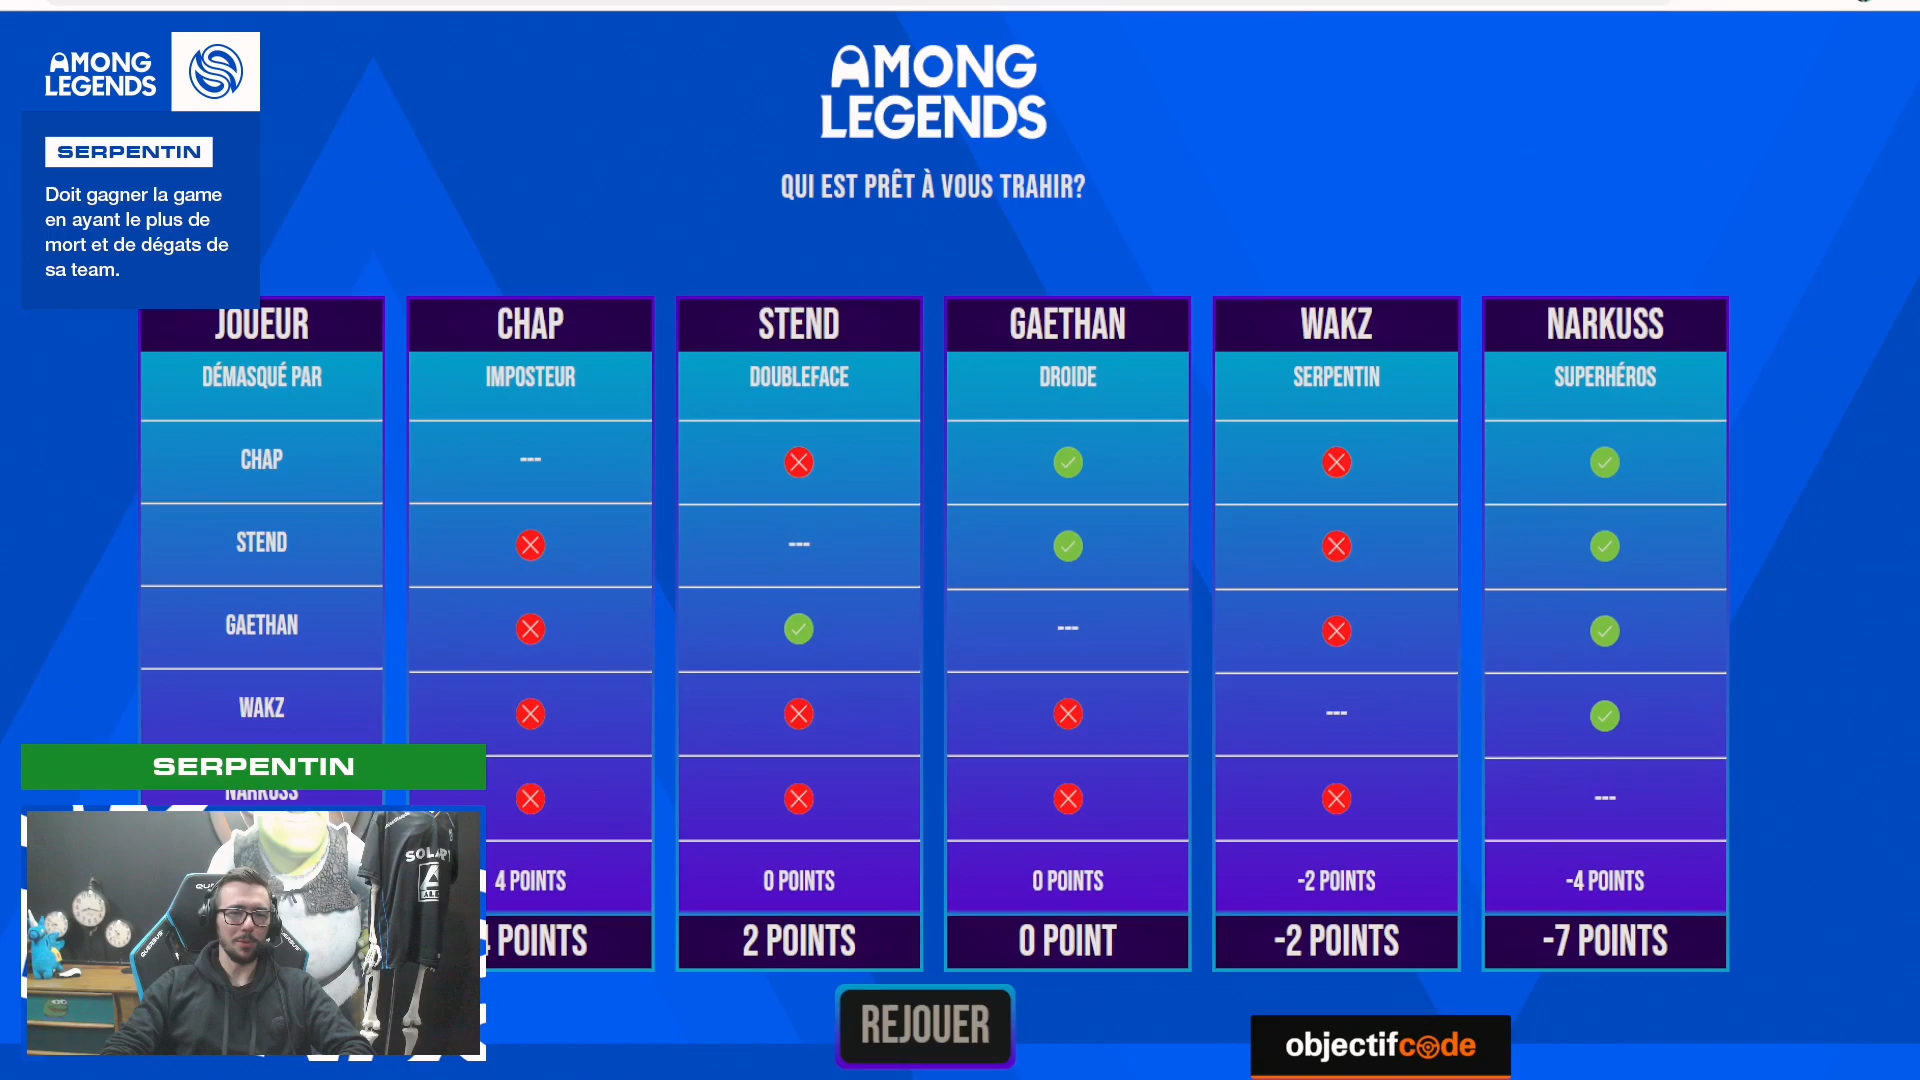 AMONG
LEGENDS
SERPENTIN
Doit gagner la game
en ayant le plus de
mort et de dégats de
sa team.
AMONG
LEGENDS
QUI EST PRÊT À VOUS TRAHIR?
JOUEUR CHAP STEND GAETHAN WAKZ NARKUSS
DÉMASQUÉ PAR IMPOSTEUR DOUBLEFACE DROIDE SERPENTIN SUPERHÉROS
CHAP ---
STEND ---
GAETHAN ---
WAKZ ---
NARKUSS ---
4 POINTS 0 POINTS 0 POINTS -2 POINTS -4 POINTS
POINTS 2 POINTS 0 POINT -2 POINTS -7 POINTS
SERPENTIN
REJOUER
objectifcode